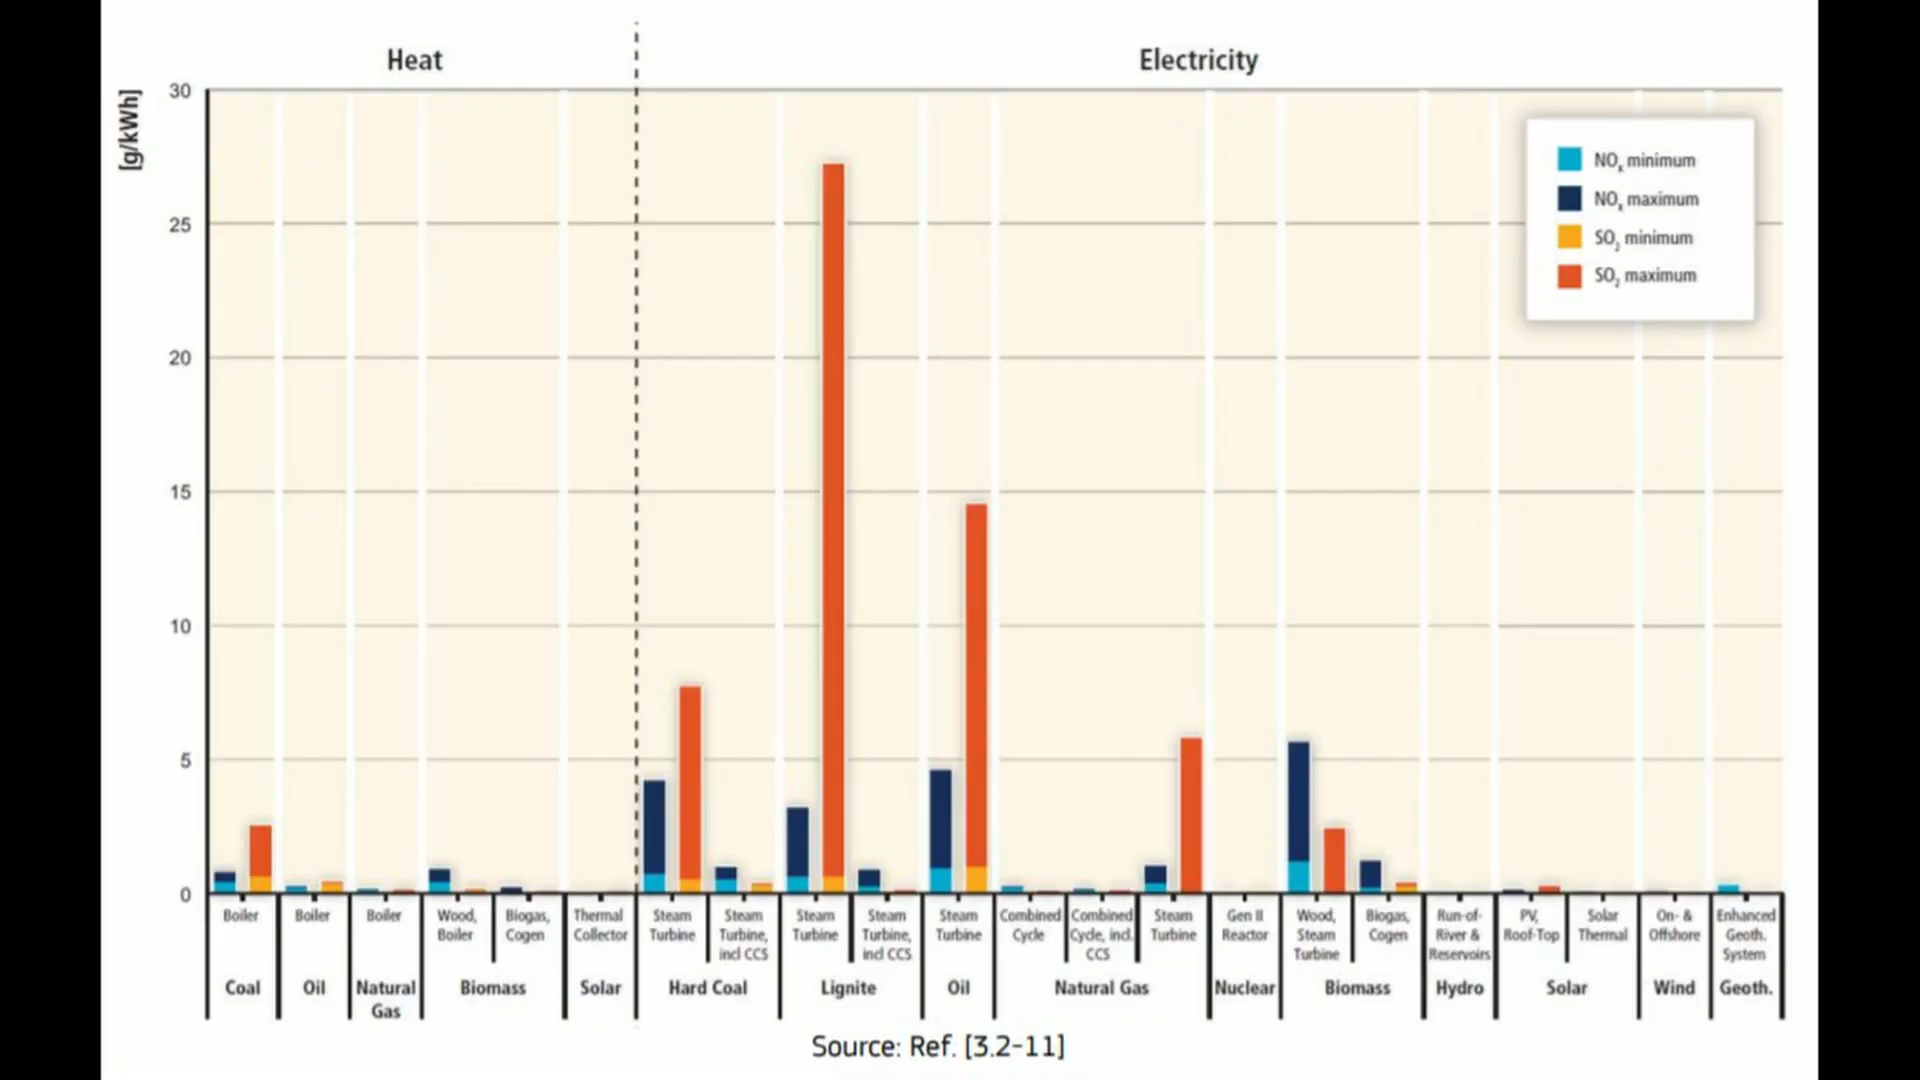 Heat
Electricity
[g/kWh]
30
25
20
15
10
5
0
NOx minimum
NOx maximum
SO2 minimum
SO2 maximum
Boiler
Boiler
Boiler
Wood,
Boiler
Biogas,
Cogen
Thermal
Collector
Steam
Turbine
Steam
Turbine,
incl CCS
Steam
Turbine
Steam
Turbine,
incl CCS
Steam
Turbine
Combined
Cycle
Combined
Cycle, incl.
CCS
Steam
Turbine
Gen II
Reactor
Wood,
Steam
Turbine
Biogas,
Cogen
Run-of-
River &
Reservoirs
PV,
Roof-Top
Solar
Thermal
On- &
Offshore
Enhanced
Geoth.
System
Coal
Oil
Natural
Gas
Biomass
Solar
Hard Coal
Lignite
Oil
Natural Gas
Nuclear
Biomass
Hydro
Solar
Wind
Geoth.
Source: Ref. [3.2-11]